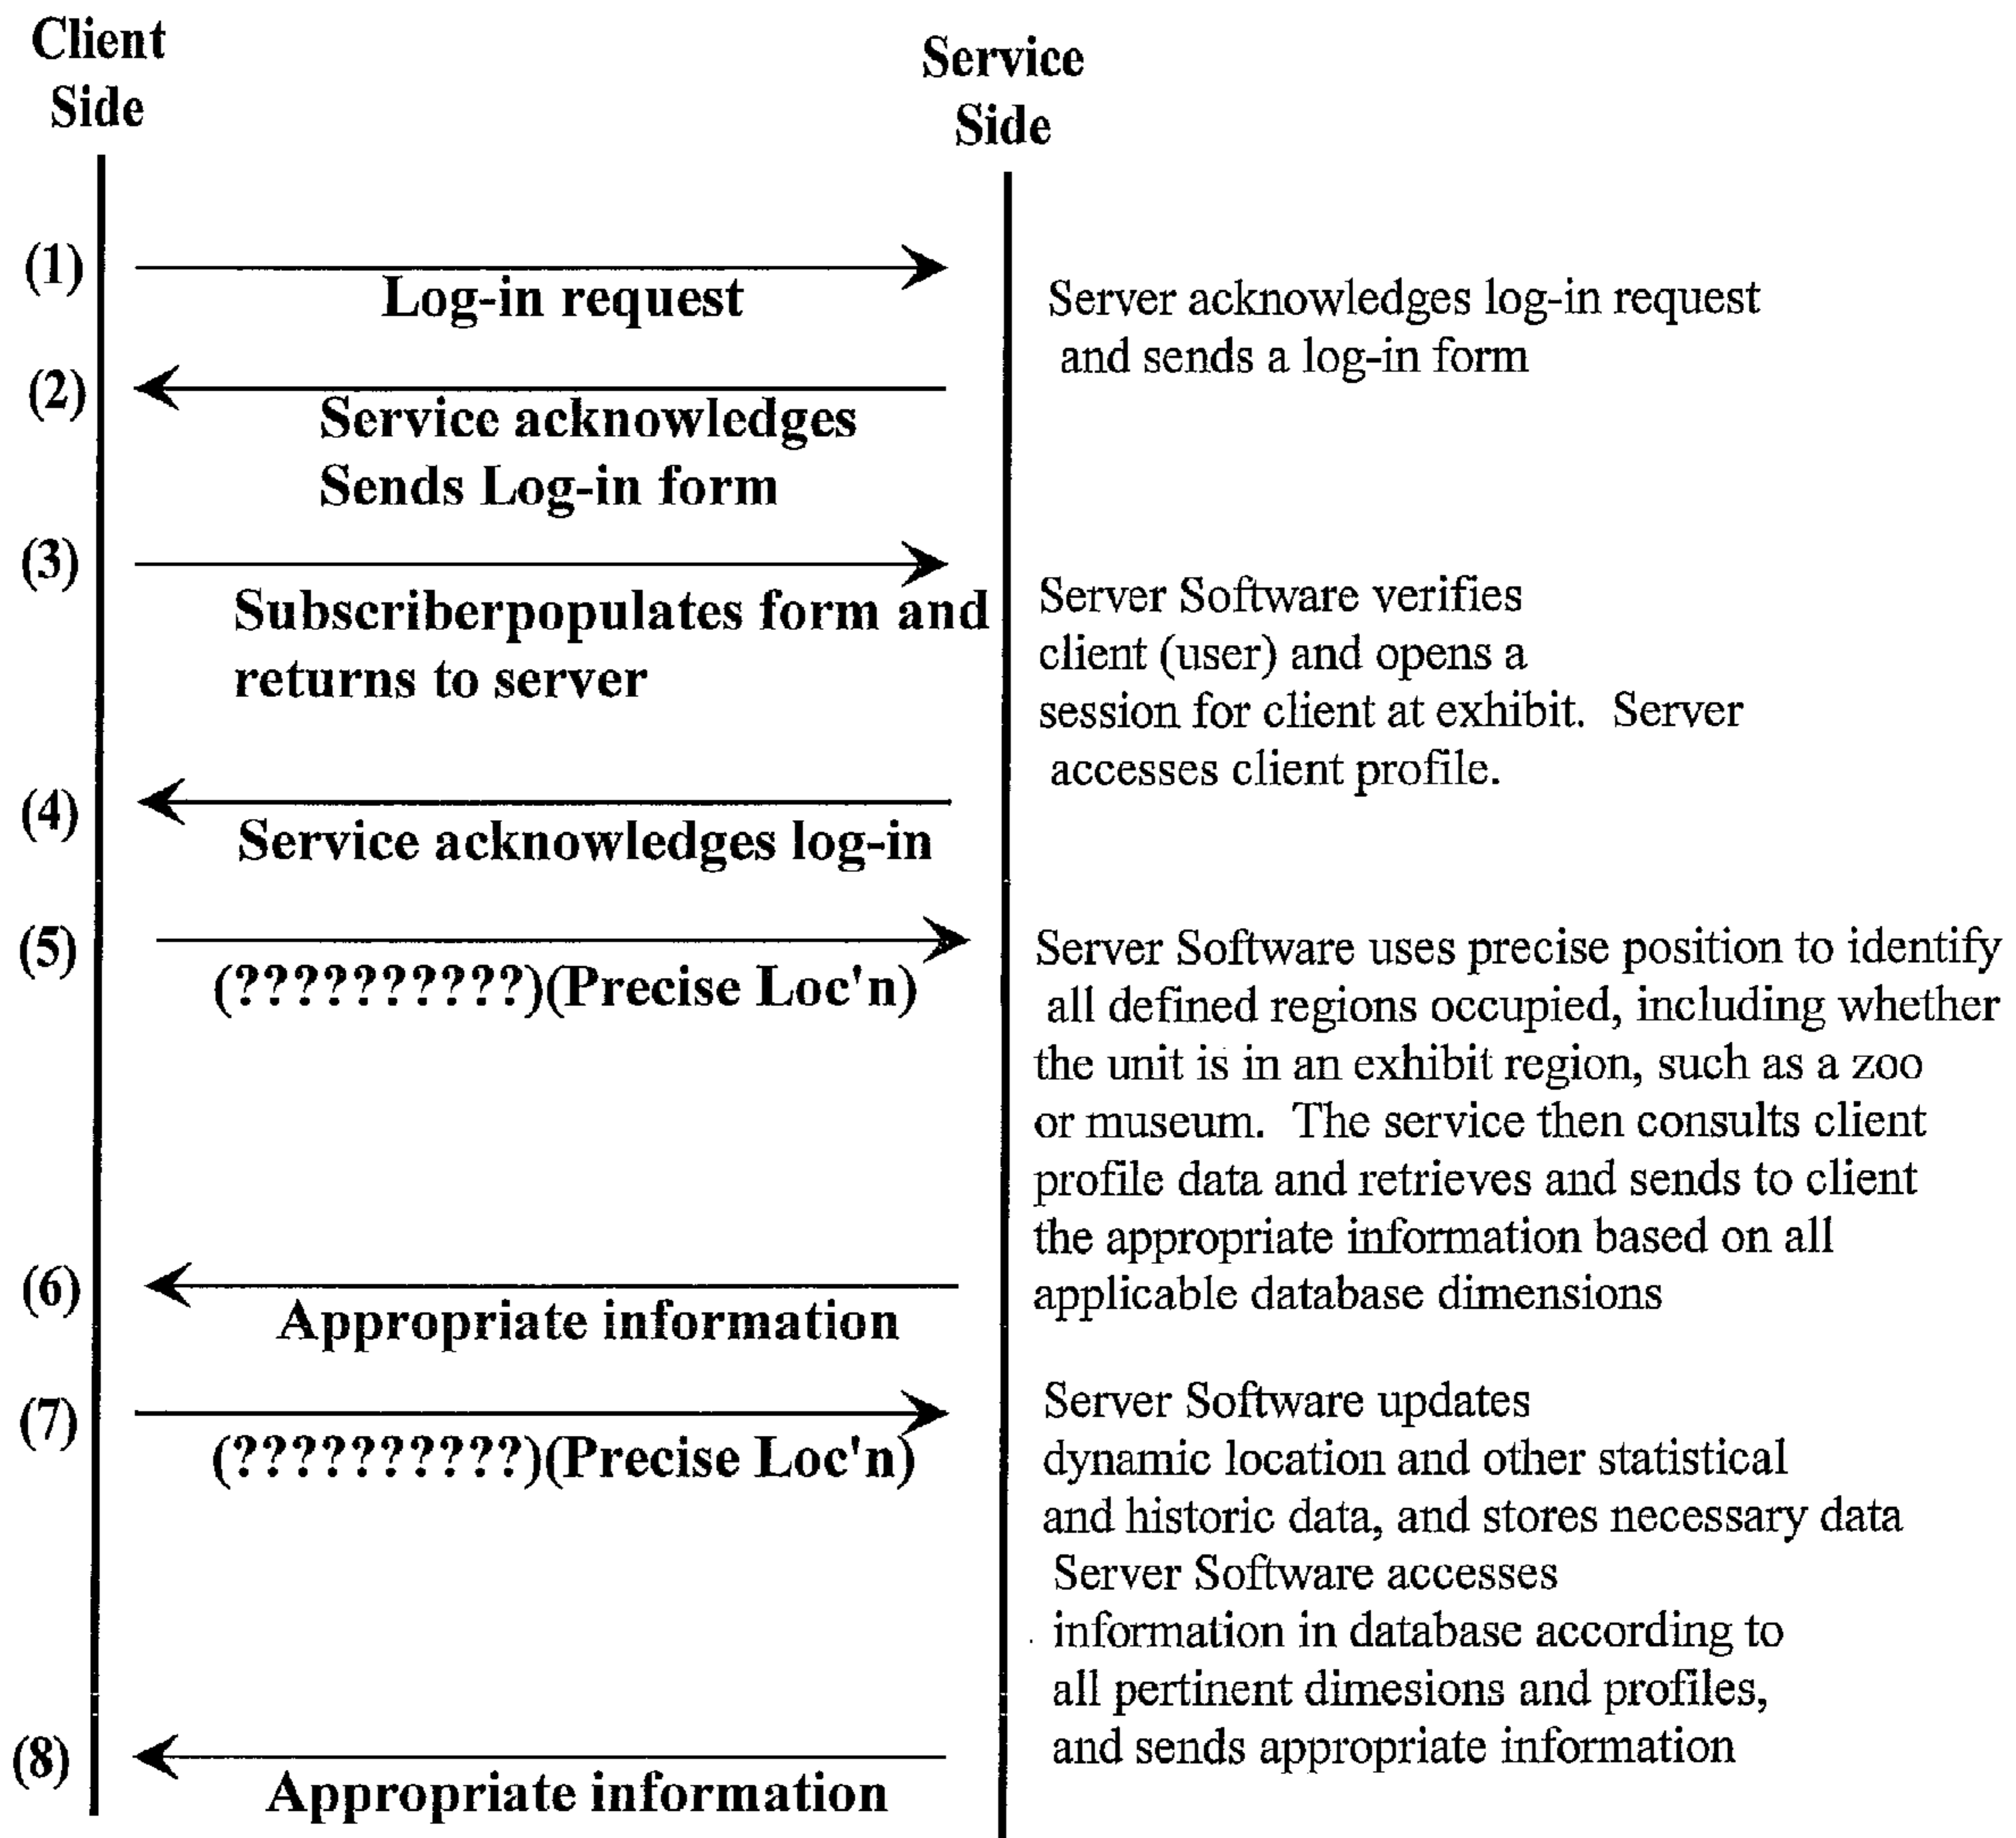 Client
Side
Service
Side
(1)
Log-in request
Server acknowledges log-in request
and sends a log-in form
(2)
Service acknowledges
Sends Log-in form
(3)
Subscriberpopulates form and
returns to server
Server Software verifies
client (user) and opens a
session for client at exhibit. Server
accesses client profile.
(4)
Service acknowledges log-in
(5)
(??????????)(Precise Loc'n)
Server Software uses precise position to identify
all defined regions occupied, including whether
the unit is in an exhibit region, such as a zoo
or museum. The service then consults client
profile data and retrieves and sends to client
the appropriate information based on all
applicable database dimensions
(6)
Appropriate information
(7)
(??????????)(Precise Loc'n)
Server Software updates
dynamic location and other statistical
and historic data, and stores necessary data
Server Software accesses
information in database according to
all pertinent dimesions and profiles,
and sends appropriate information
(8)
Appropriate information